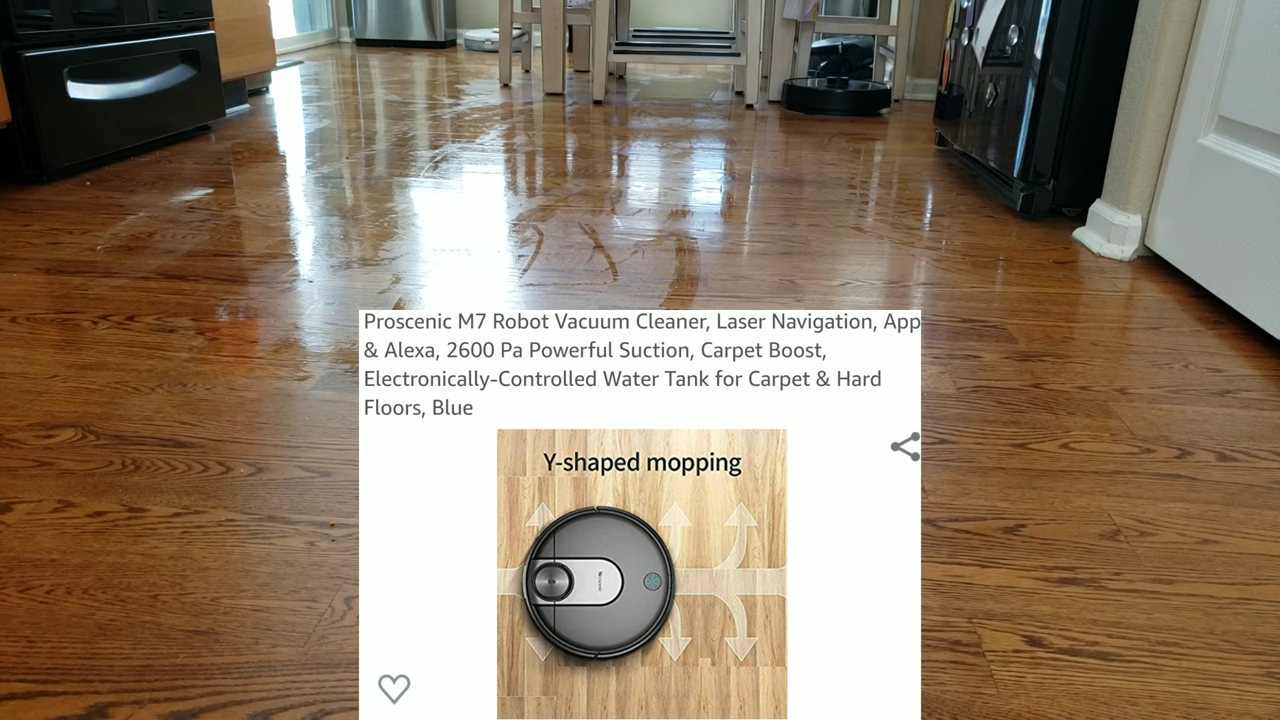 Proscenic M7 Robot Vacuum Cleaner, Laser Navigation, App
& Alexa, 2600 Pa Powerful Suction, Carpet Boost,
Electronically-Controlled Water Tank for Carpet & Hard
Floors, Blue
Y-shaped mopping